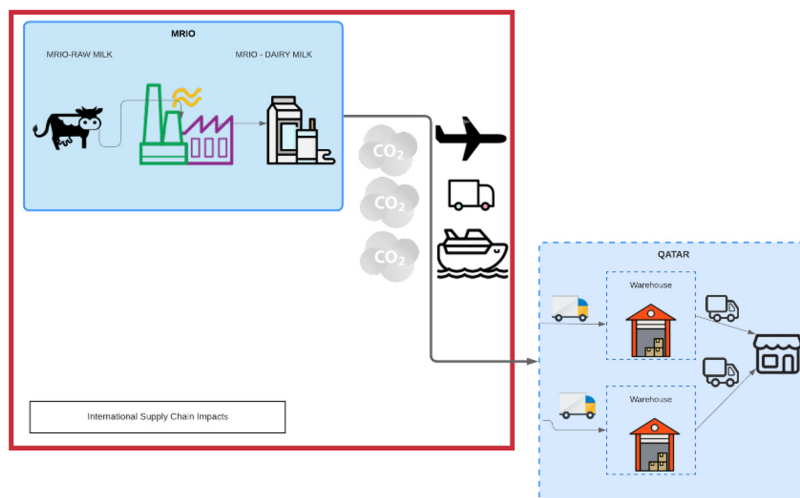 MRIO
MRIO-RAW MILK
MRIO - DAIRY MILK
CO2
CO2
CO2
International Supply Chain Impacts
QATAR
Warehouse
Warehouse